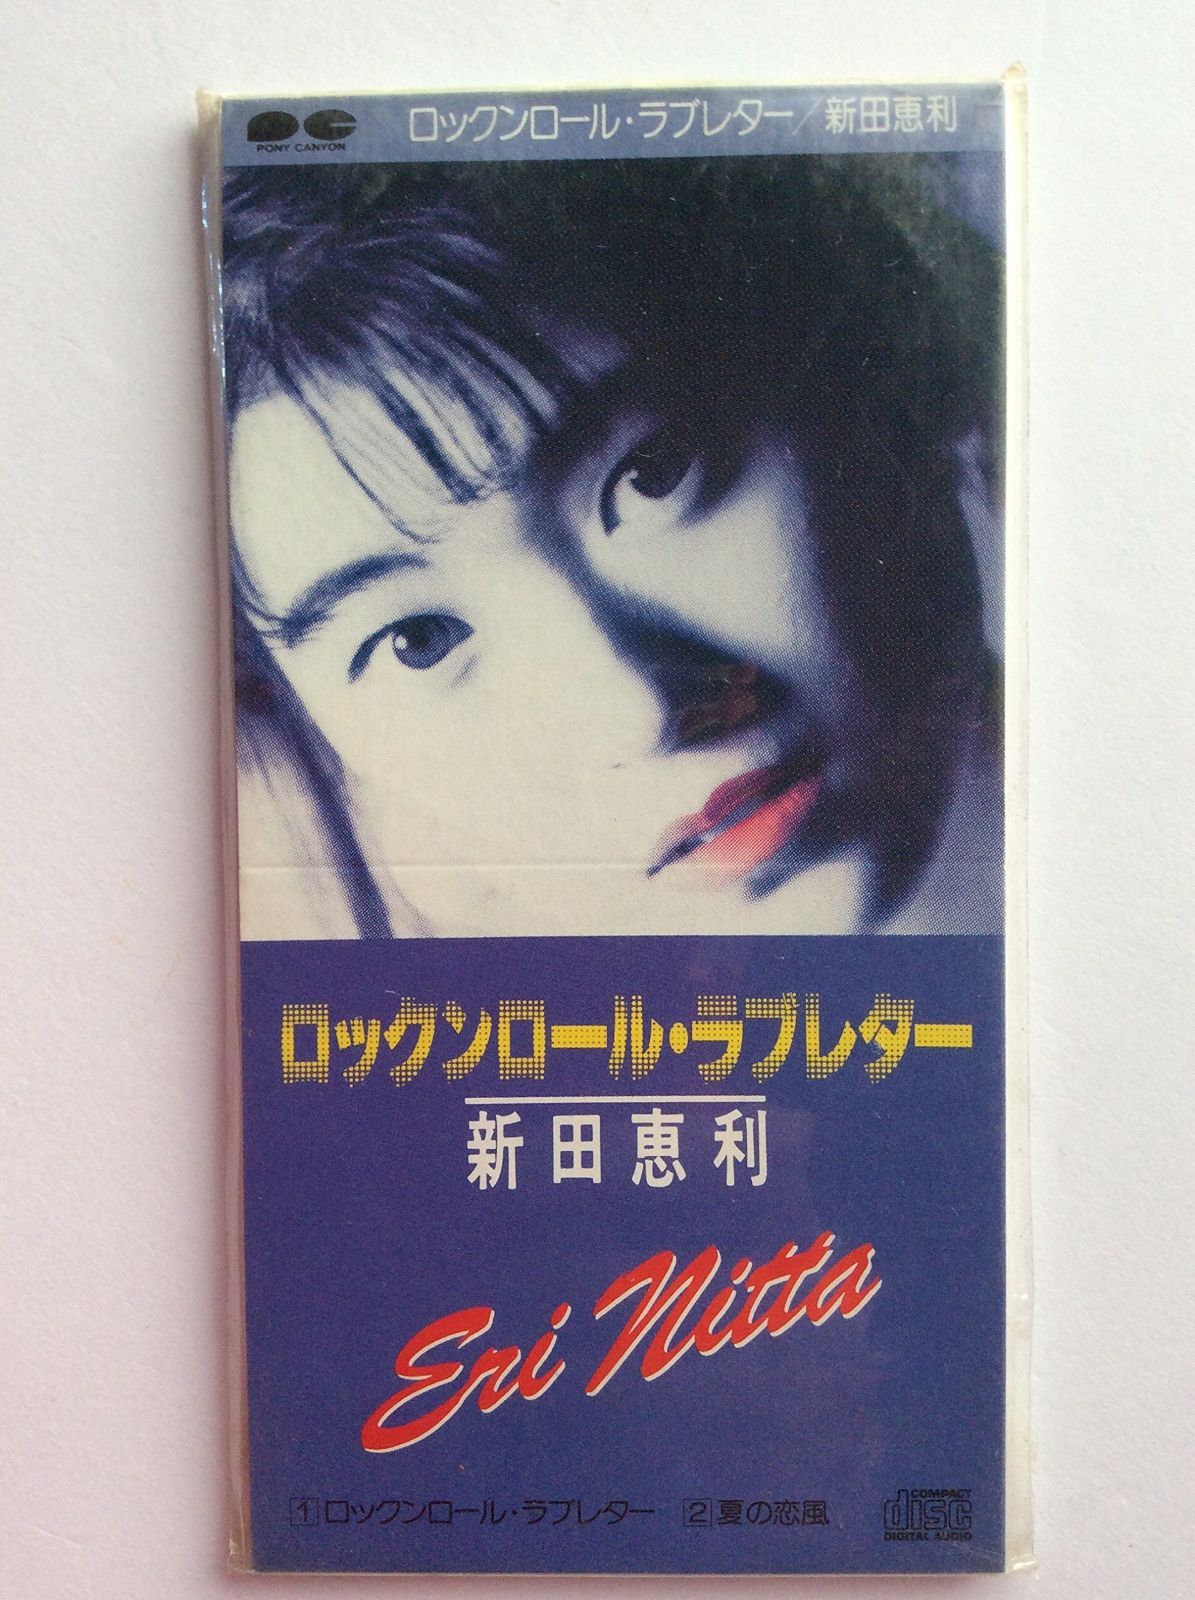 PONY CANYON
ロックンロール・ラブレター/新田恵利
ロックンロール・ラブレター
新田恵利
Eri Nitta
1 ロックンロール・ラブレター 2 夏の恋風
COMPACT
disc
DIGITAL AUDIO